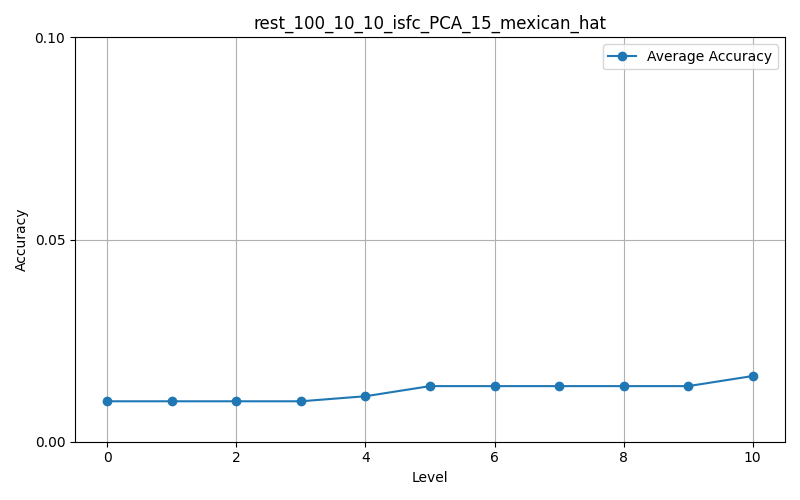 rest_100_10_10_isfc_PCA_15_mexican_hat
0.10
Average Accuracy
Accuracy
0.05
0.00
0 2 4 6 8 10
Level